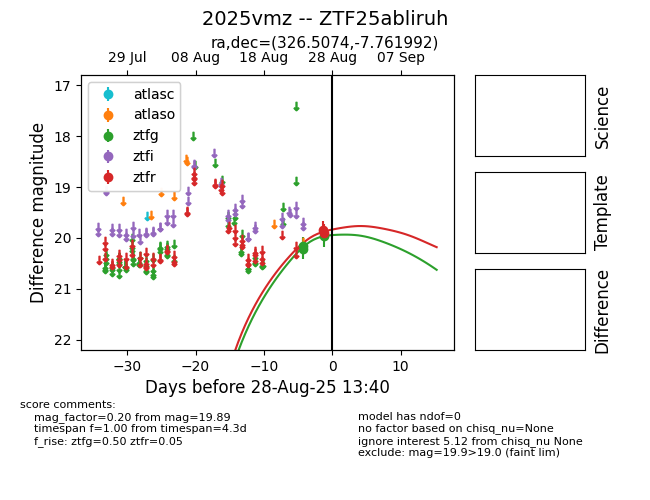 2025vmz -- ZTF25abliruh
ra,dec=(326.5074,-7.761992)
29 Jul 08 Aug 18 Aug 28 Aug 07 Sep
atlasc
atlaso
ztfg
ztfi
ztfr
17
18
19
20
21
22
Difference magnitude
−30 −20 −10 0 10
Days before 28-Aug-25 13:40
Science
Template
Difference
score comments:
mag_factor=0.20 from mag=19.89
timespan f=1.00 from timespan=4.3d
f_rise: ztfg=0.50 ztfr=0.05
model has ndof=0
no factor based on chisq_nu=None
ignore interest 5.12 from chisq_nu None
exclude: mag=19.9>19.0 (faint lim)